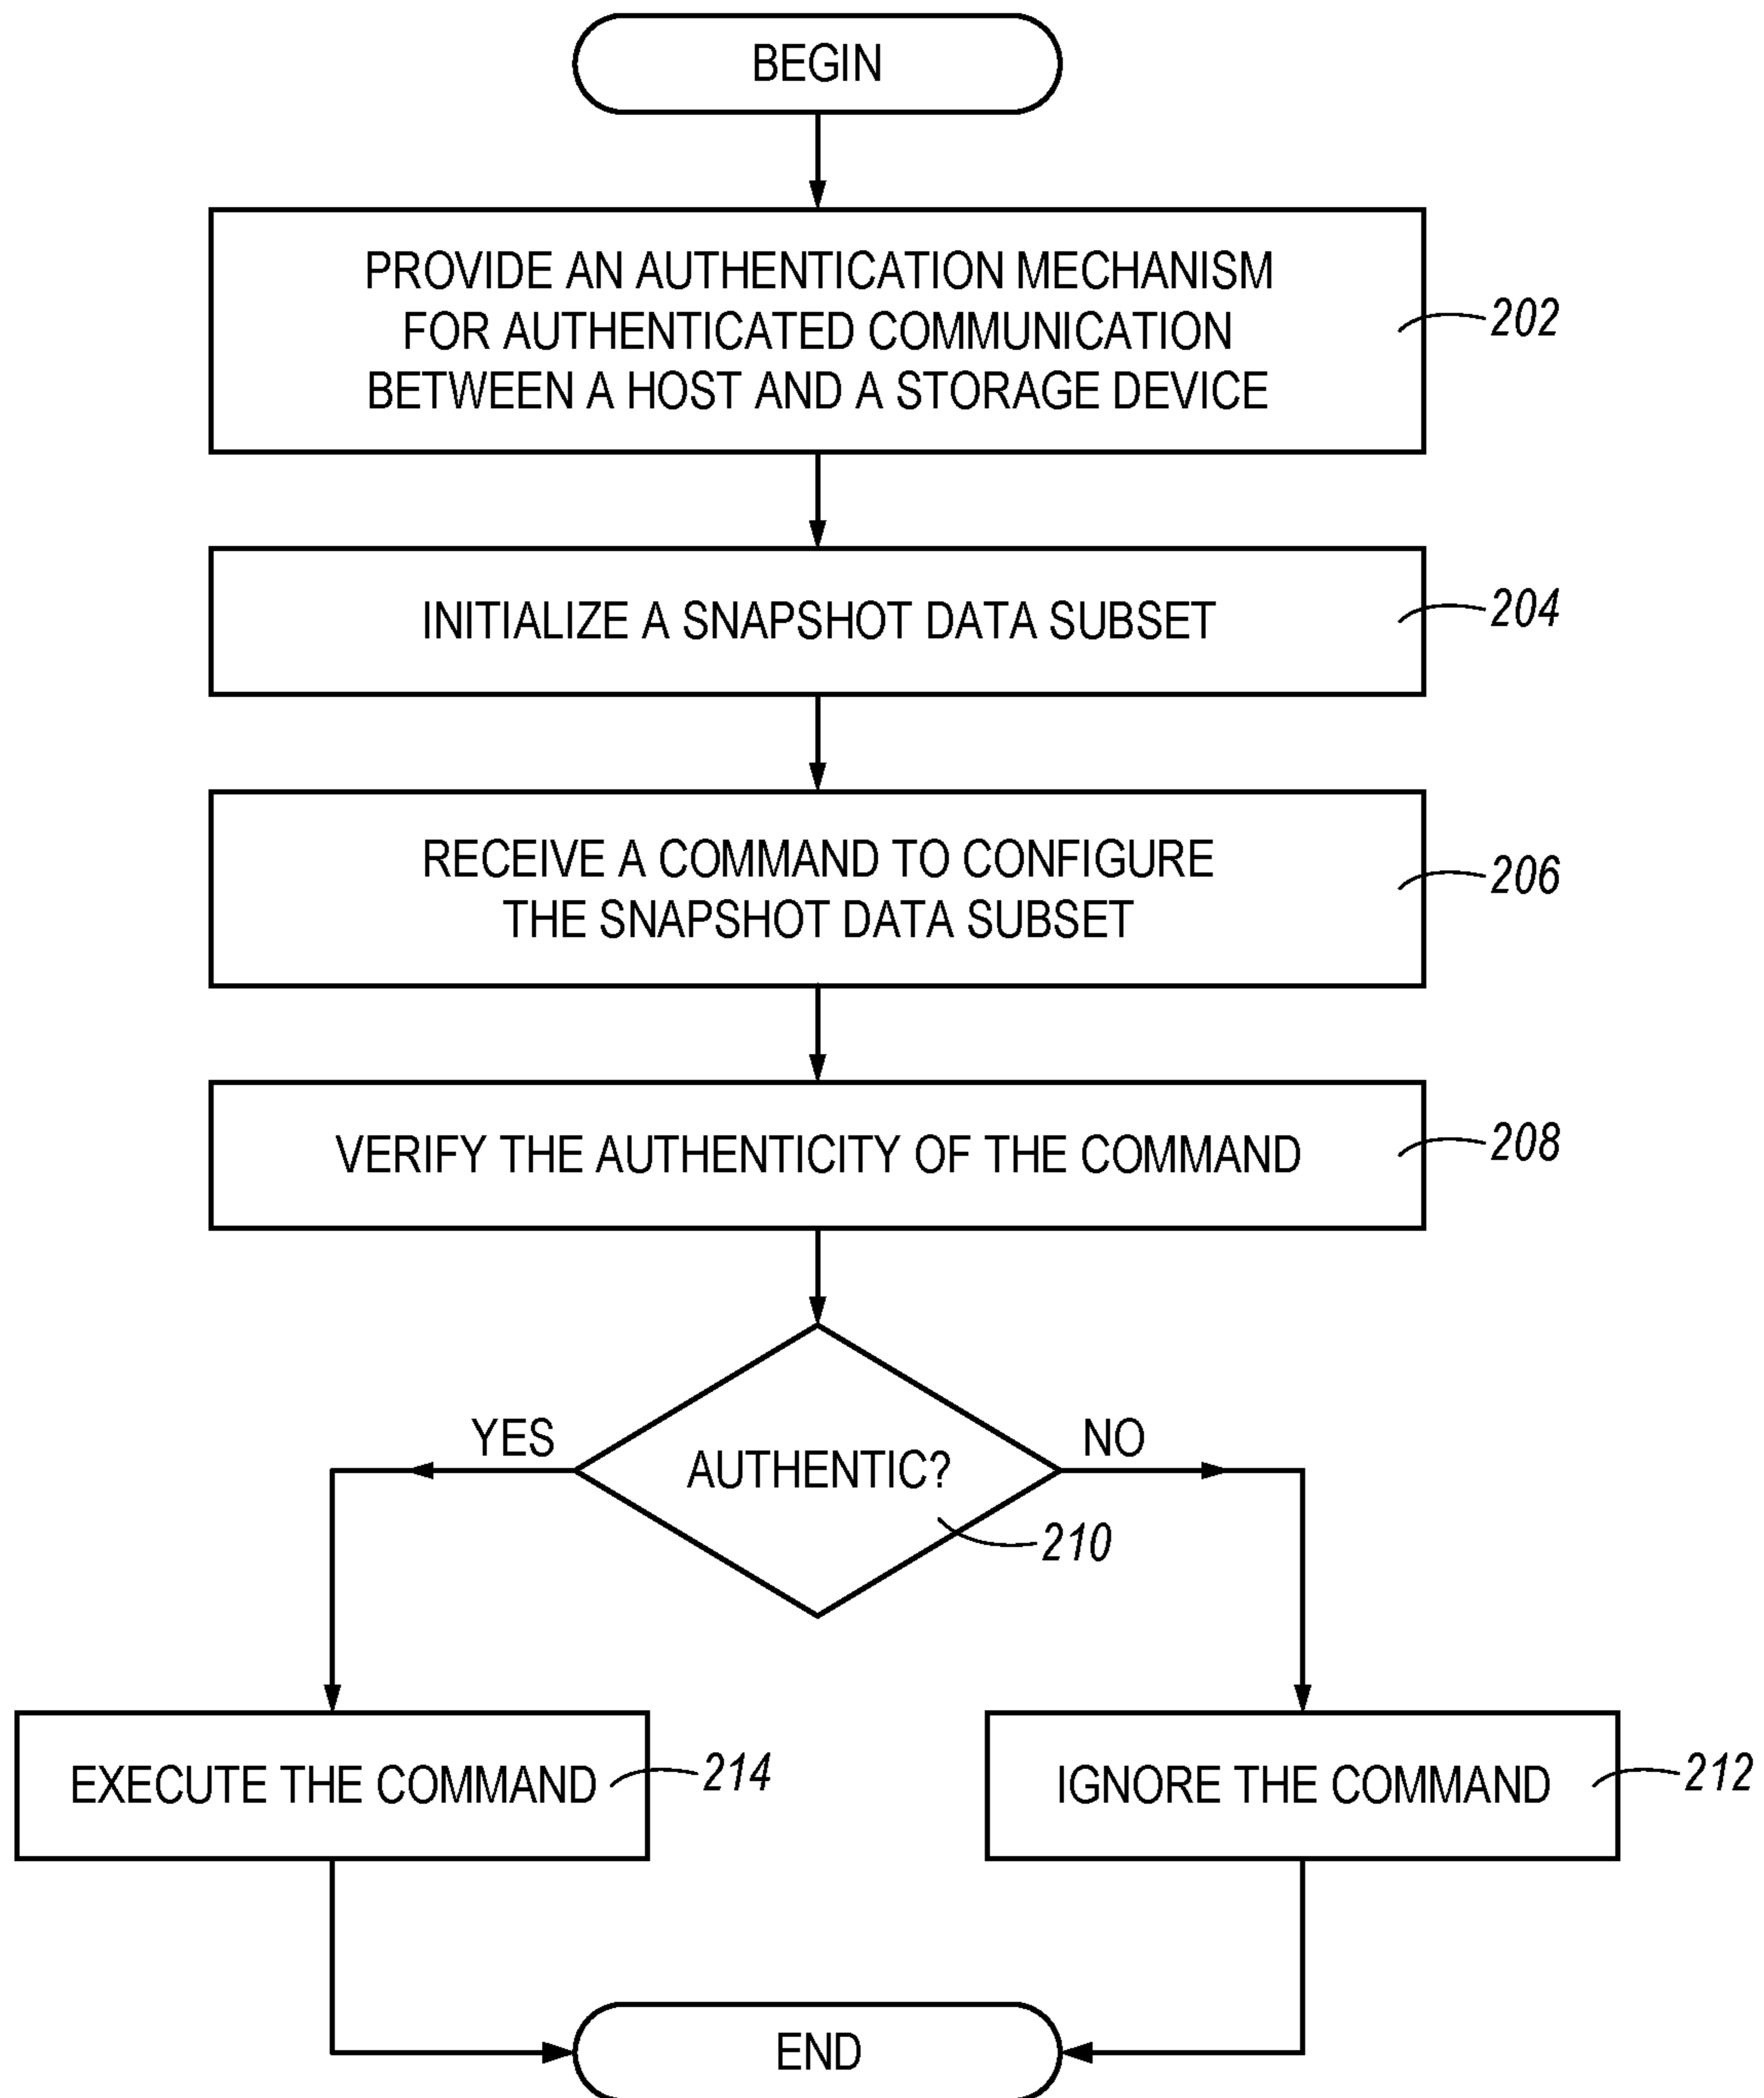 BEGIN
PROVIDE AN AUTHENTICATION MECHANISM
FOR AUTHENTICATED COMMUNICATION
BETWEEN A HOST AND A STORAGE DEVICE
202
INITIALIZE A SNAPSHOT DATA SUBSET
204
RECEIVE A COMMAND TO CONFIGURE
THE SNAPSHOT DATA SUBSET
206
VERIFY THE AUTHENTICITY OF THE COMMAND
208
YES
NO
AUTHENTIC?
210
EXECUTE THE COMMAND
214
IGNORE THE COMMAND
212
END